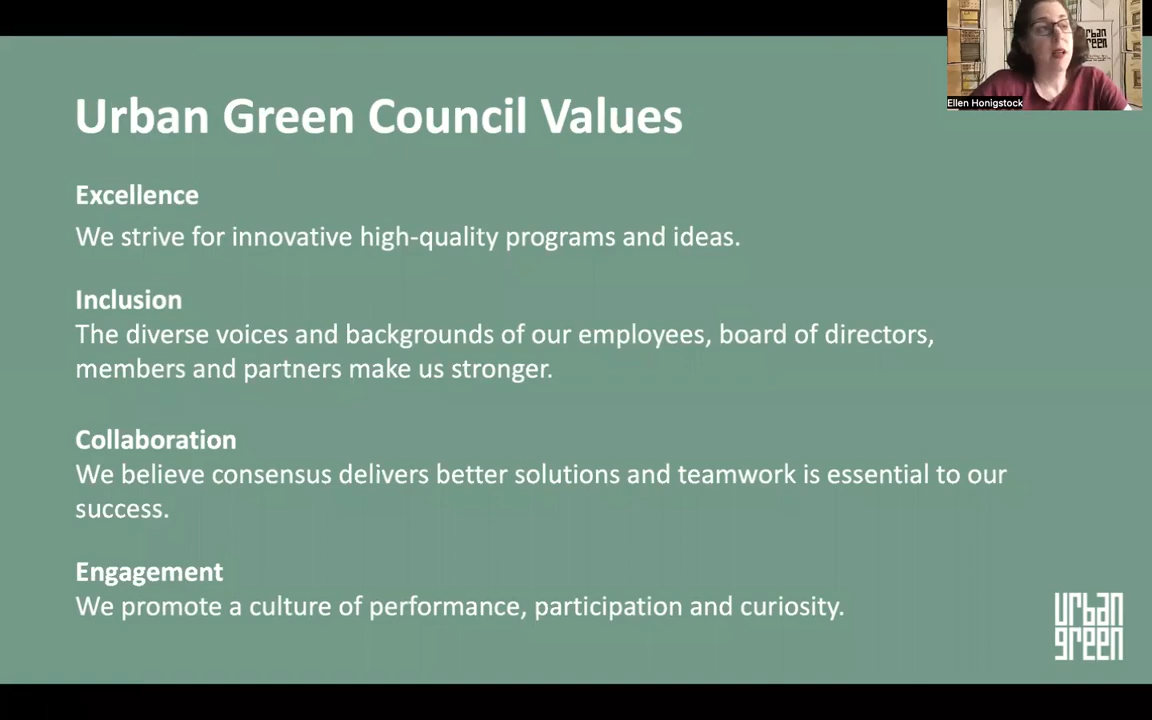 Ellen Honigstock
Urban Green Council Values
Excellence
We strive for innovative high-quality programs and ideas.
Inclusion
The diverse voices and backgrounds of our employees, board of directors,
members and partners make us stronger.
Collaboration
We believe consensus delivers better solutions and teamwork is essential to our
success.
Engagement
We promote a culture of performance, participation and curiosity.
urban
green